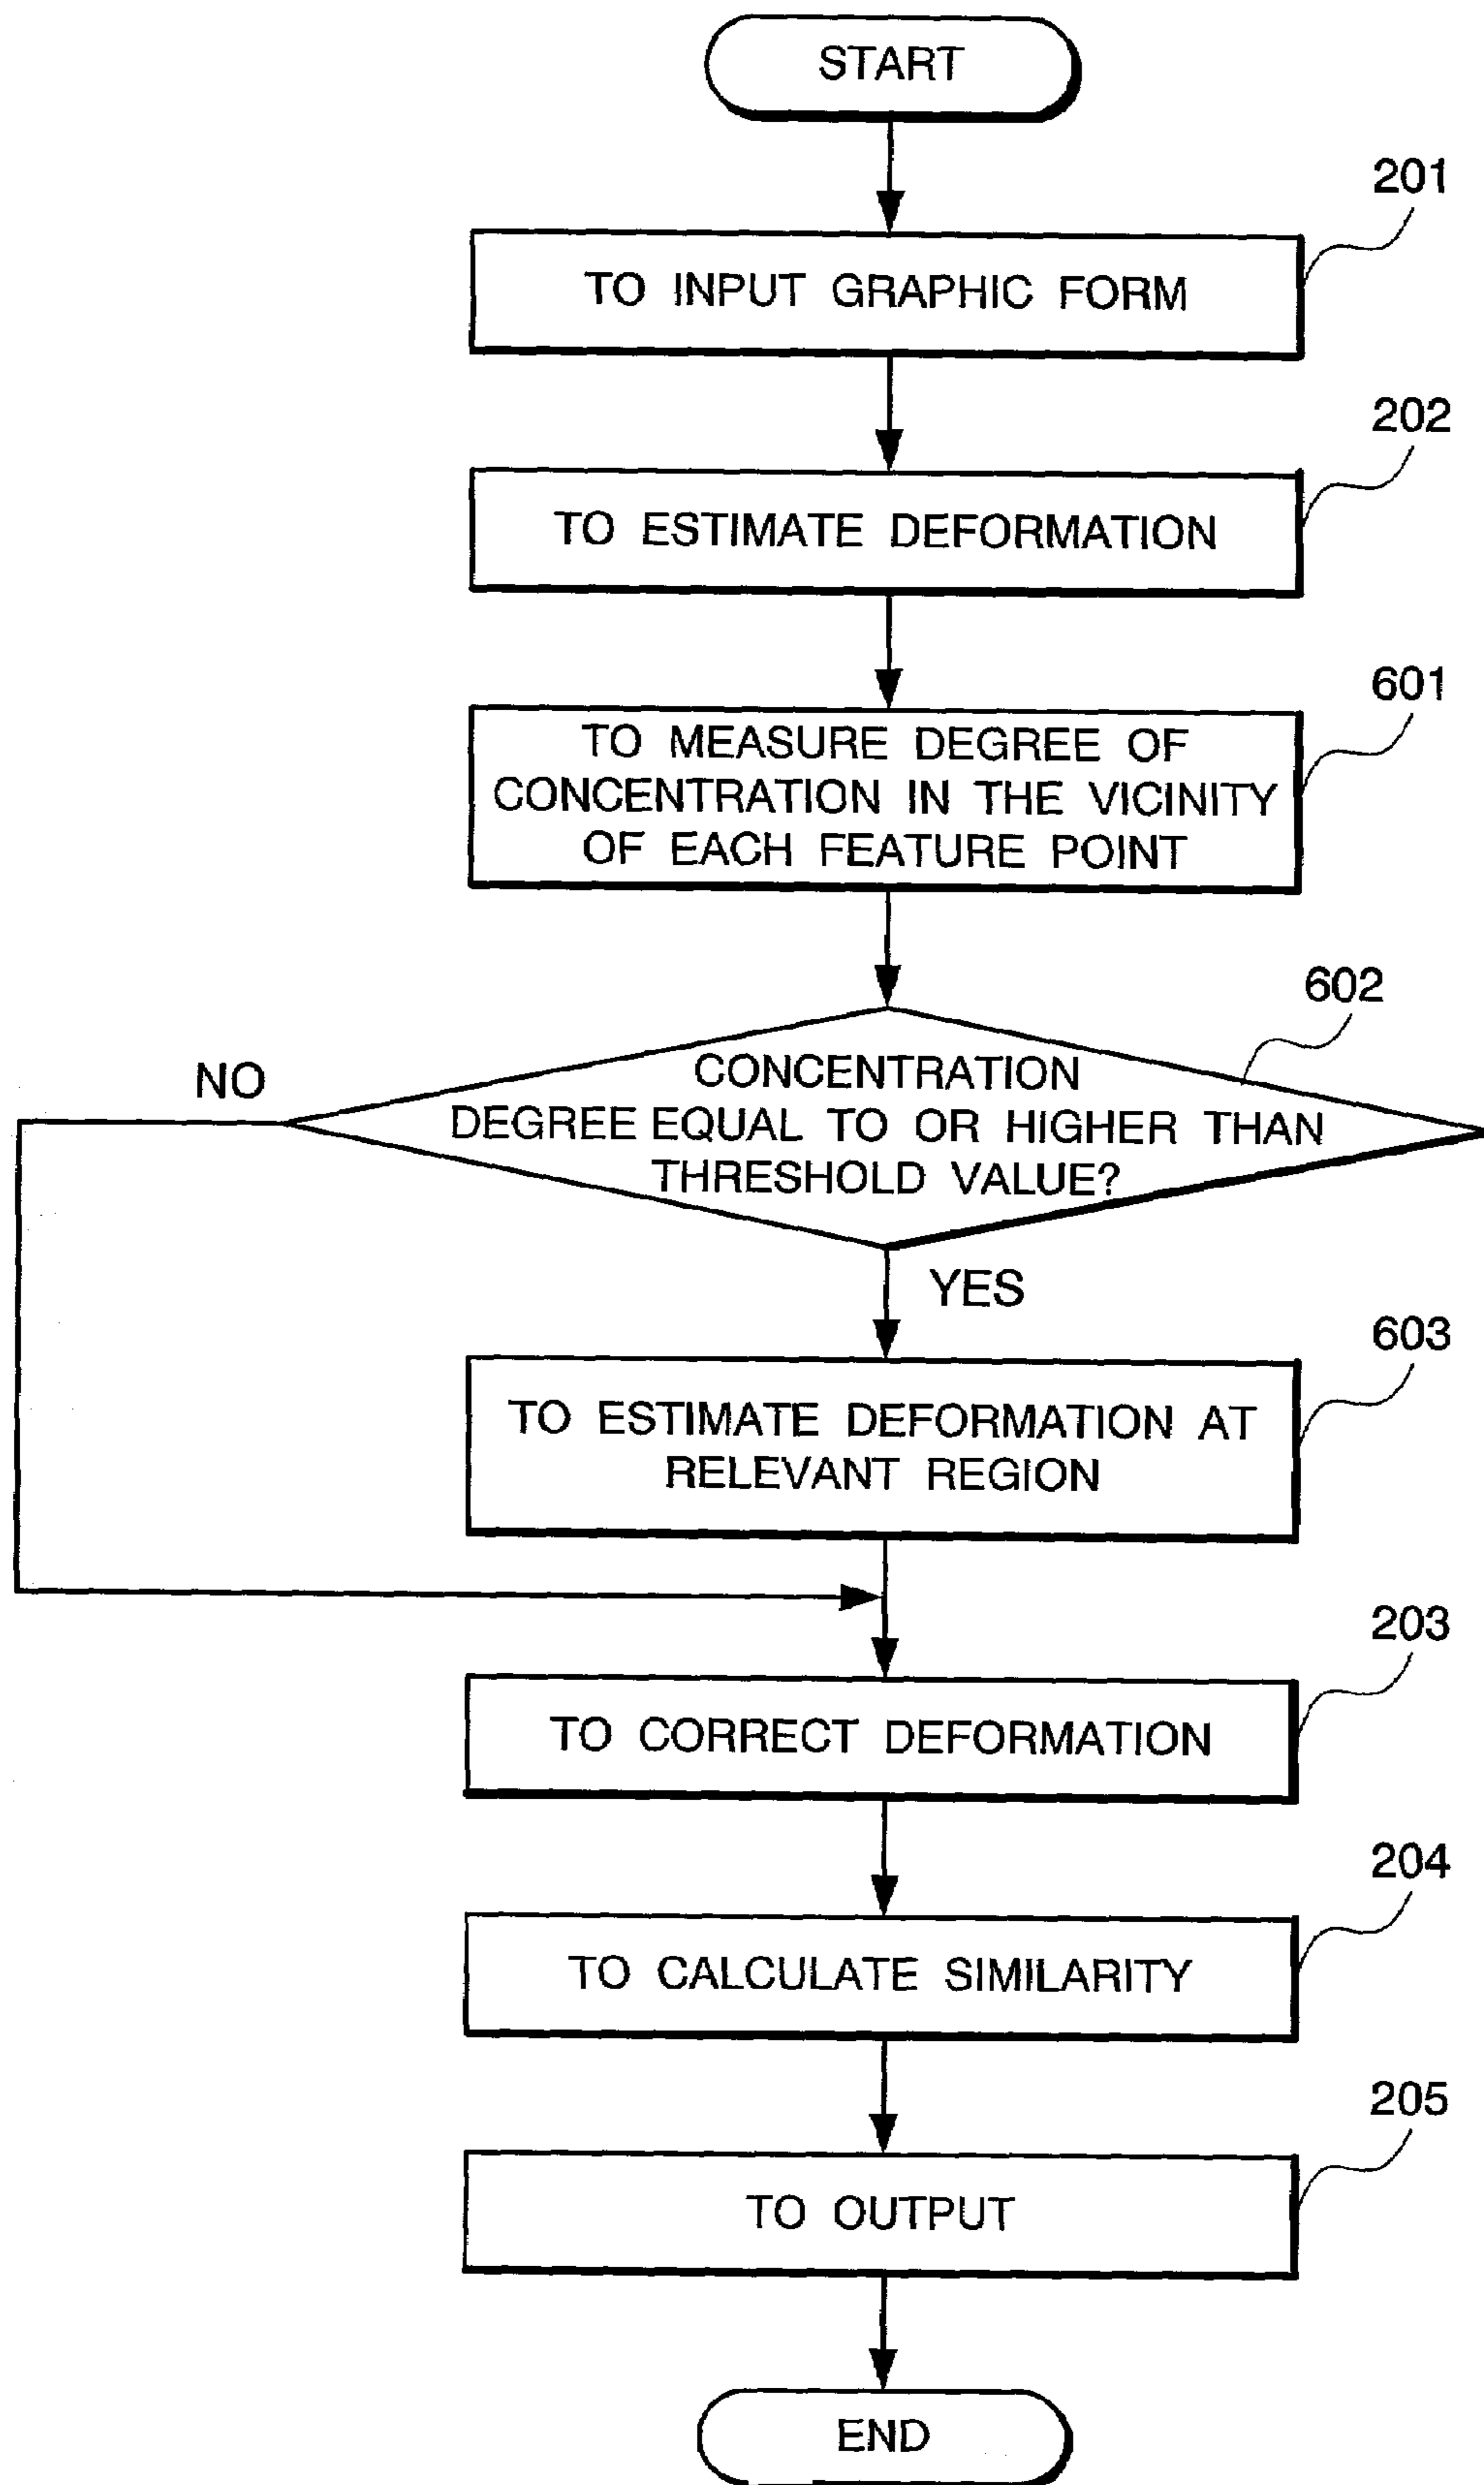 START
201
TO INPUT GRAPHIC FORM
202
TO ESTIMATE DEFORMATION
601
TO MEASURE DEGREE OF
CONCENTRATION IN THE VICINITY
OF EACH FEATURE POINT
602
NO
CONCENTRATION
DEGREE EQUAL TO OR HIGHER THAN
THRESHOLD VALUE?
YES
603
TO ESTIMATE DEFORMATION AT
RELEVANT REGION
203
TO CORRECT DEFORMATION
204
TO CALCULATE SIMILARITY
205
TO OUTPUT
END